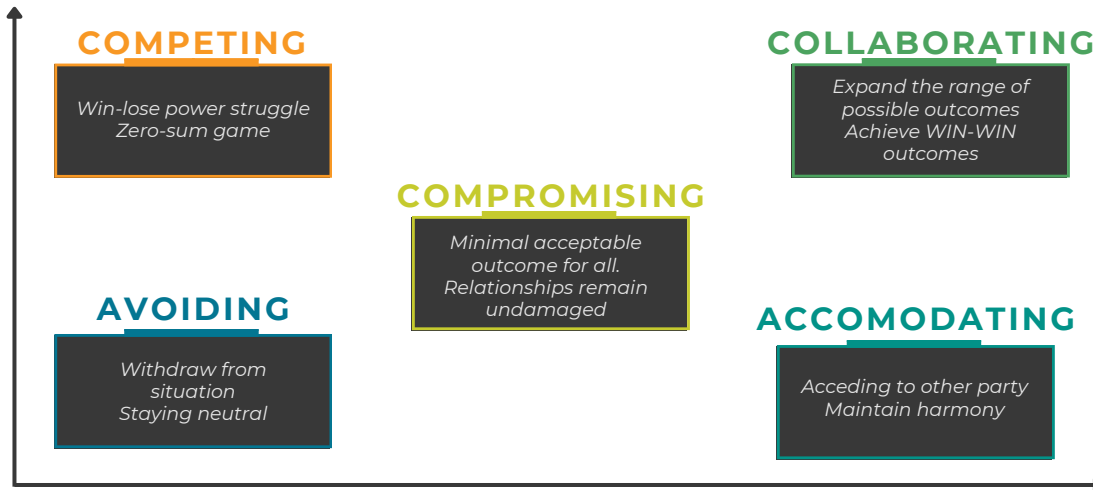 COMPETING
Win-lose power struggle
Zero-sum game
COLLABORATING
Expand the range of
possible outcomes
Achieve WIN-WIN
outcomes
COMPROMISING
Minimal acceptable
outcome for all.
Relationships remain
undamaged
AVOIDING
Withdraw from
situation
Staying neutral
ACCOMODATING
Acceding to other party
Maintain harmony